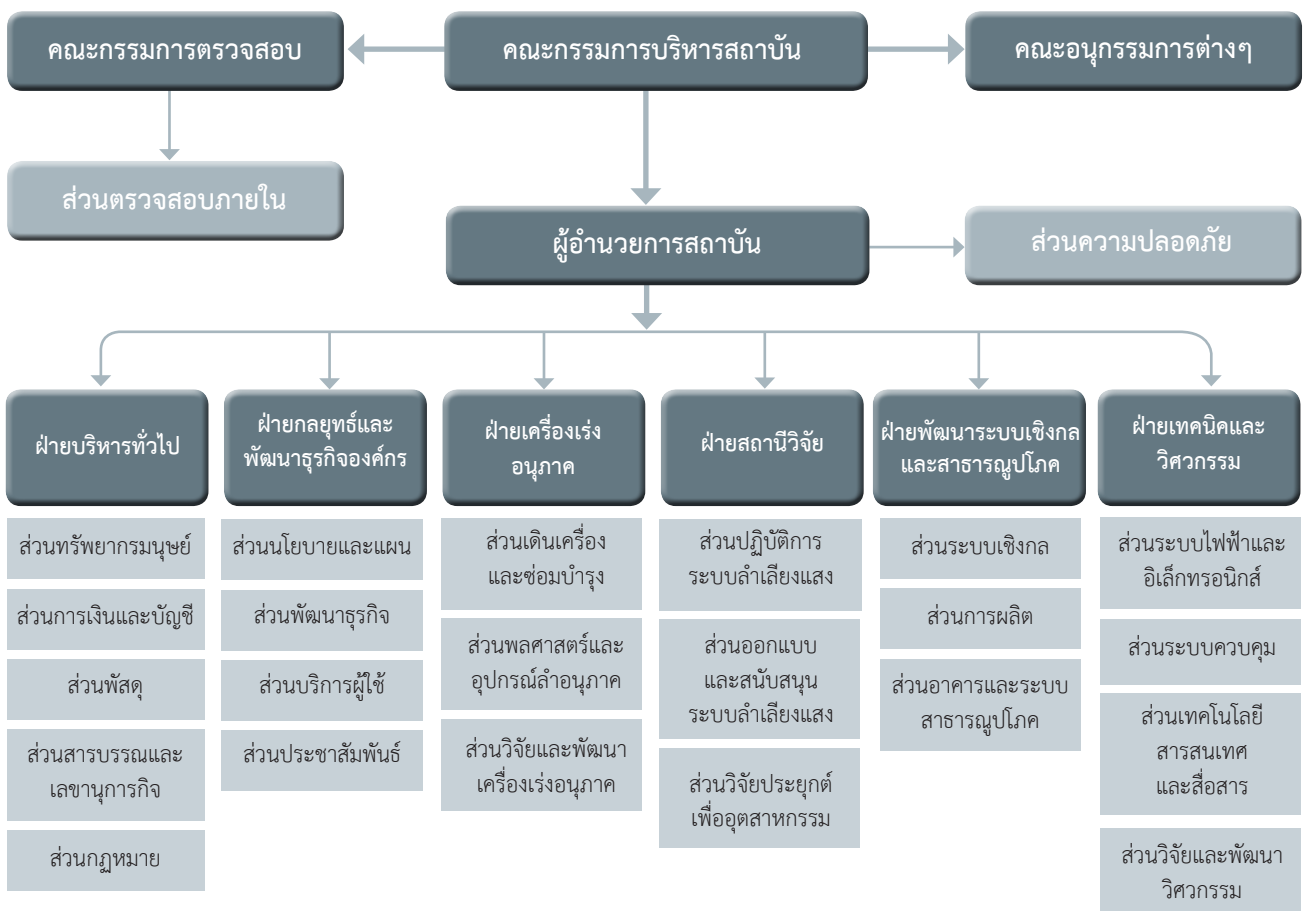 คณะกรรมการตรวจสอบ
คณะกรรมการบริหารสถาบัน
คณะอนุกรรมการต่างๆ
ส่วนตรวจสอบภายใน
ผู้อำนวยการสถาบัน
ส่วนความปลอดภัย
ฝ่ายบริหารทั่วไป
ส่วนทรัพยากรมนุษย์
ส่วนการเงินและบัญชี
ส่วนพัสดุ
ส่วนสารบรรณและ
เลขานุการกิจ
ส่วนกฎหมาย
ฝ่ายกลยุทธ์และ
พัฒนาธุรกิจองค์กร
ส่วนนโยบายและแผน
ส่วนพัฒนาธุรกิจ
ส่วนบริการผู้ใช้
ส่วนประชาสัมพันธ์
ฝ่ายเครื่องเร่ง
อนุภาค
ส่วนเดินเครื่อง
และซ่อมบำรุง
ส่วนพลศาสตร์และ
อุปกรณ์ลำอนุภาค
ส่วนวิจัยและพัฒนา
เครื่องเร่งอนุภาค
ฝ่ายสถานีวิจัย
ส่วนปฏิบัติการ
ระบบลำเลียงแสง
ส่วนออกแบบ
และสนับสนุน
ระบบลำเลียงแสง
ส่วนวิจัยประยุกต์
เพื่ออุตสาหกรรม
ฝ่ายพัฒนาระบบเชิงกล
และสาธารณูปโภค
ส่วนระบบเชิงกล
ส่วนการผลิต
ส่วนอาคารและระบบ
สาธารณูปโภค
ฝ่ายเทคนิคและ
วิศวกรรม
ส่วนระบบไฟฟ้าและ
อิเล็กทรอนิกส์
ส่วนระบบควบคุม
ส่วนเทคโนโลยี
สารสนเทศ
และสื่อสาร
ส่วนวิจัยและพัฒนา
วิศวกรรม